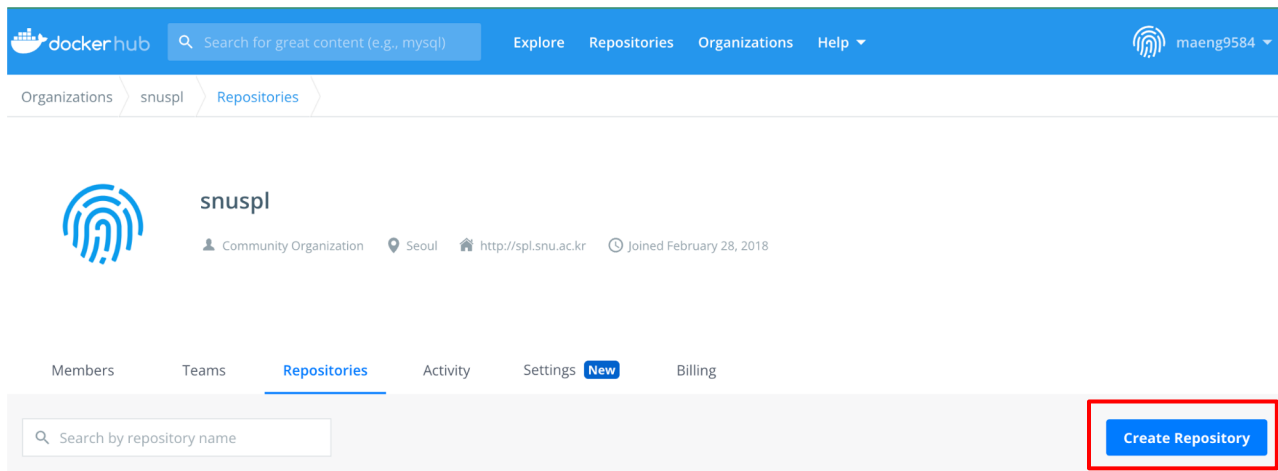 dockerhub Search for great content (e.g., mysql) Explore Repositories Organizations Help maeng9584
Organizations snuspl Repositories
snuspl
Community Organization Seoul http://spl.snu.ac.kr Joined February 28, 2018
Members Teams Repositories Activity Settings New Billing
Search by repository name Create Repository